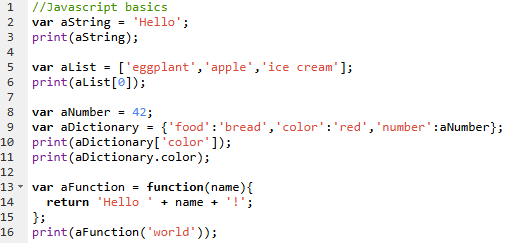 1 //Javascript basics
2 var aString = 'Hello';
3 print(aString);
4
5 var aList = ['eggplant','apple','ice cream'];
6 print(aList[0]);
7
8 var aNumber = 42;
9 var aDictionary = {'food':'bread','color':'red','number':aNumber};
10 print(aDictionary['color']);
11 print(aDictionary.color);
12
13 var aFunction = function(name){
14   return 'Hello ' + name + '!';
15 };
16 print(aFunction('world'));